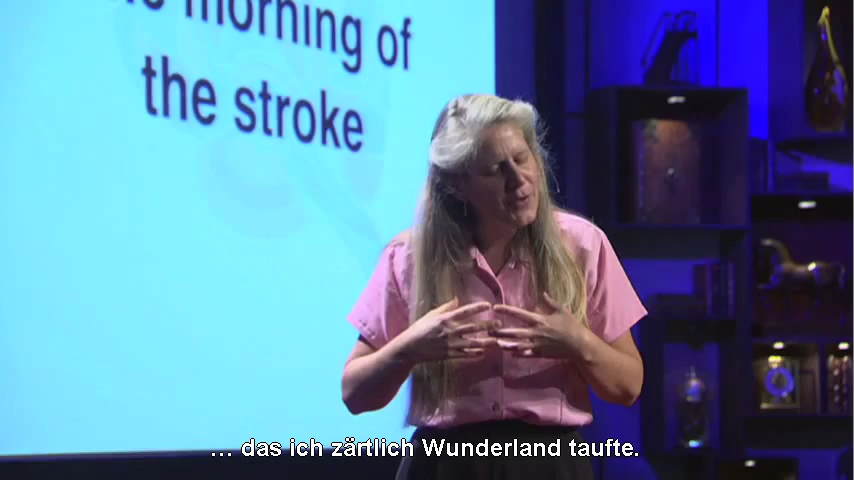 morning of
the stroke
… das ich zärtlich Wunderland taufte.